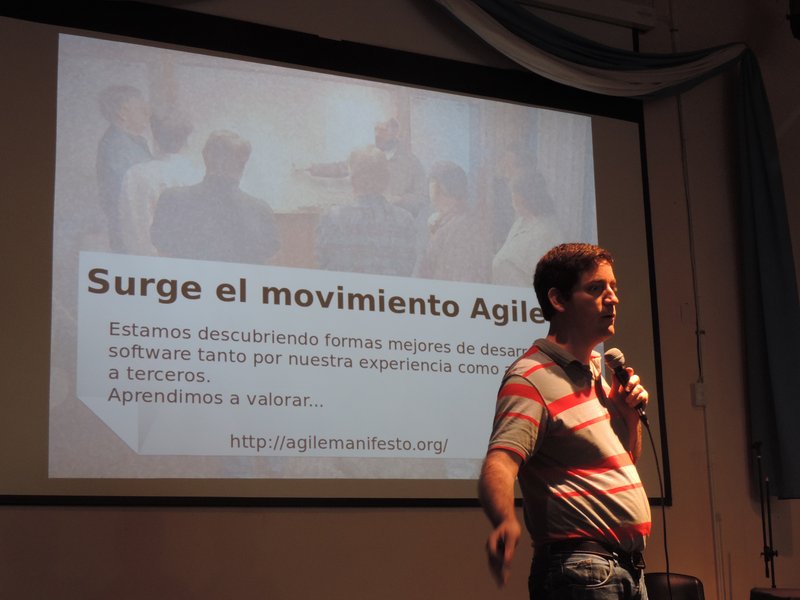 Surge el movimiento Agile
Estamos descubriendo formas mejores de
software tanto por nuestra experiencia como
a terceros.
Aprendimos a valorar...
http://agilemanifesto.org/